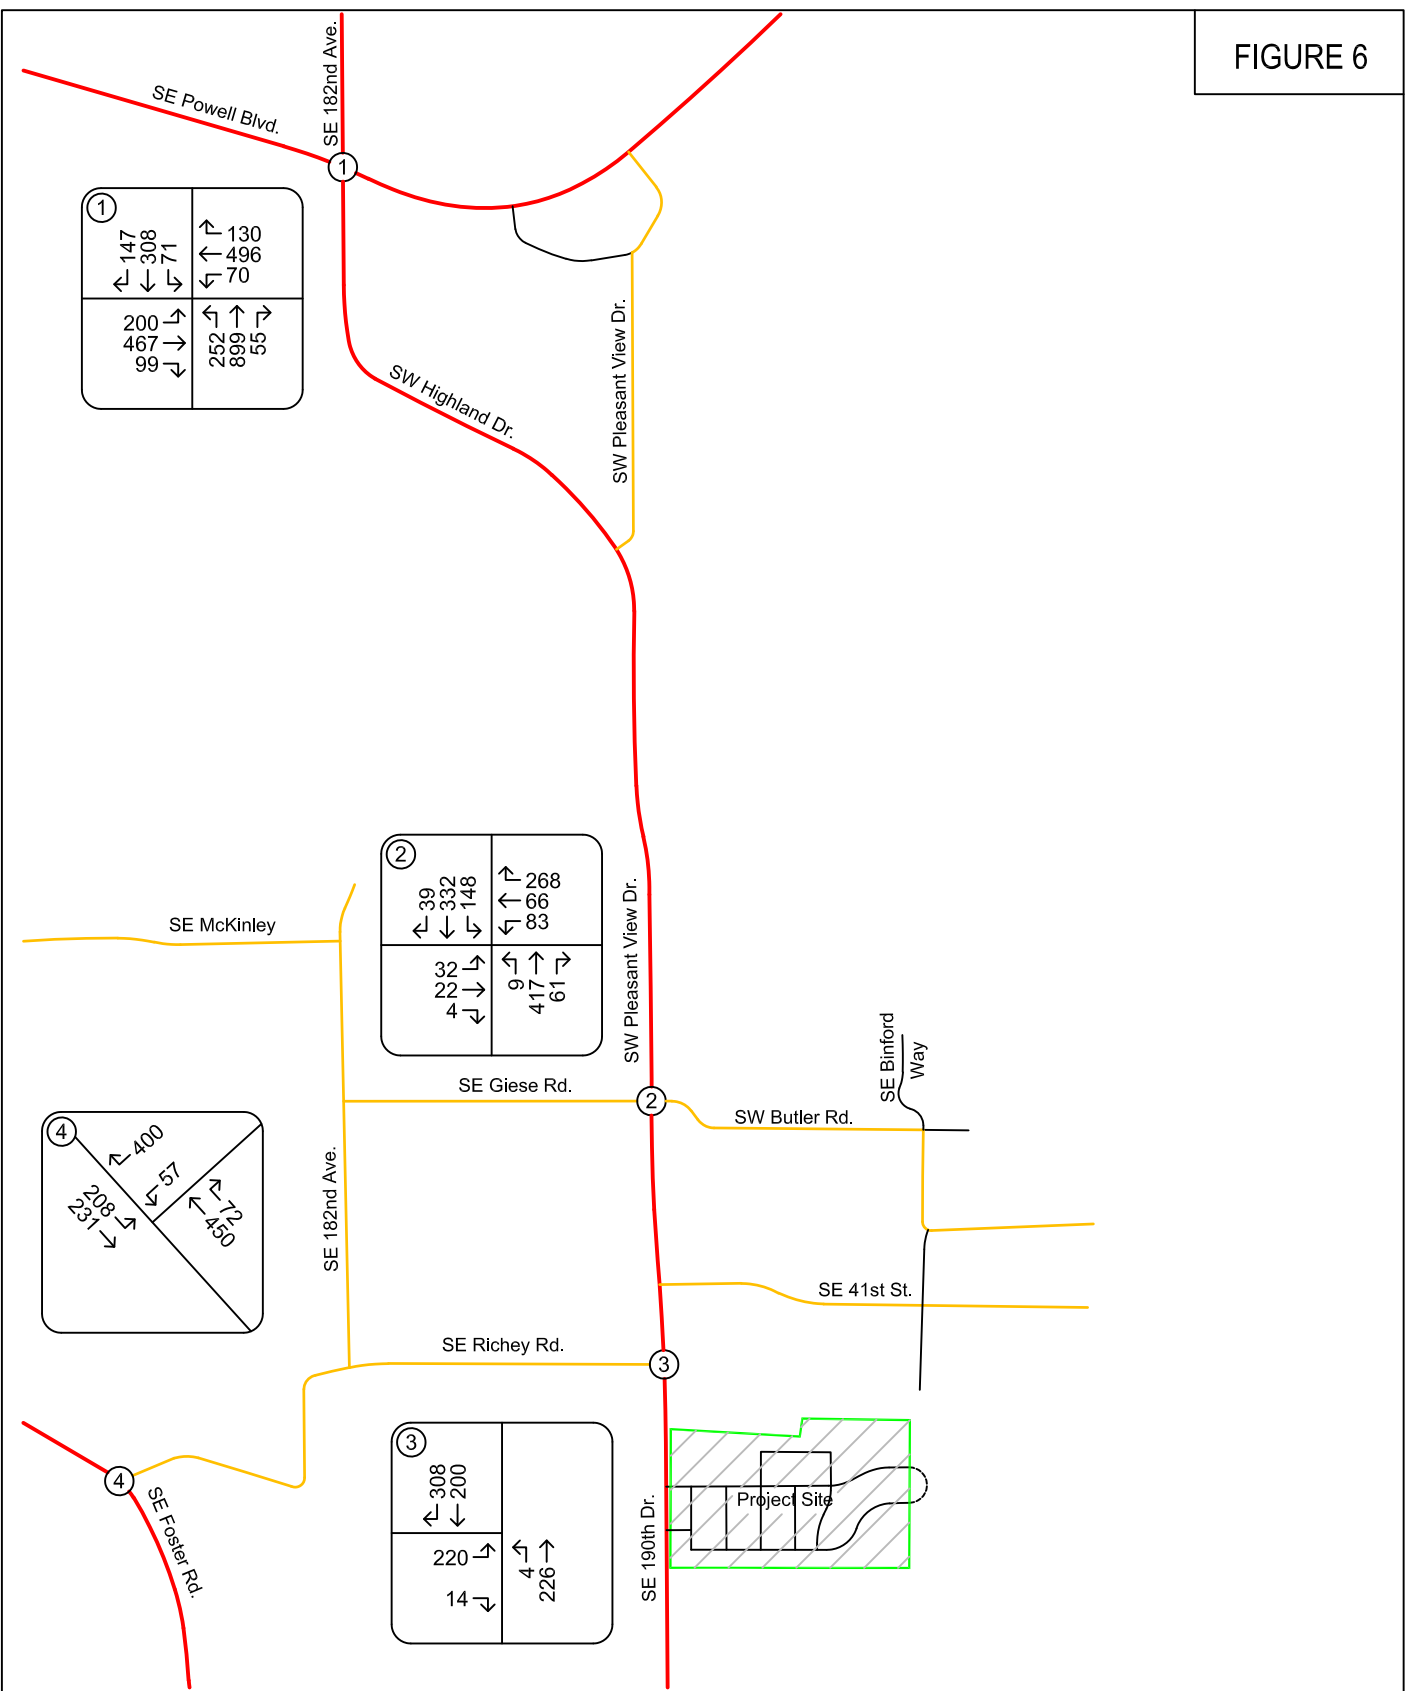 FIGURE 6
SE 182nd Ave.
SE Powell Blvd.
1
1
147
308
71
130
496
70
200
467
99
252
899
55
SW Highland Dr.
SW Pleasant View Dr.
2
39
332
148
268
66
83
32
22
4
9
417
61
SW Pleasant View Dr.
SE McKinley
SE Binford
Way
SE Giese Rd.
2
SW Butler Rd.
4
400
57
208
231
72
450
SE 182nd Ave.
SE 41st St.
SE Richey Rd.
3
3
308
200
220
14
4
226
4
SE Foster Rd.
SE 190th Dr.
Project Site